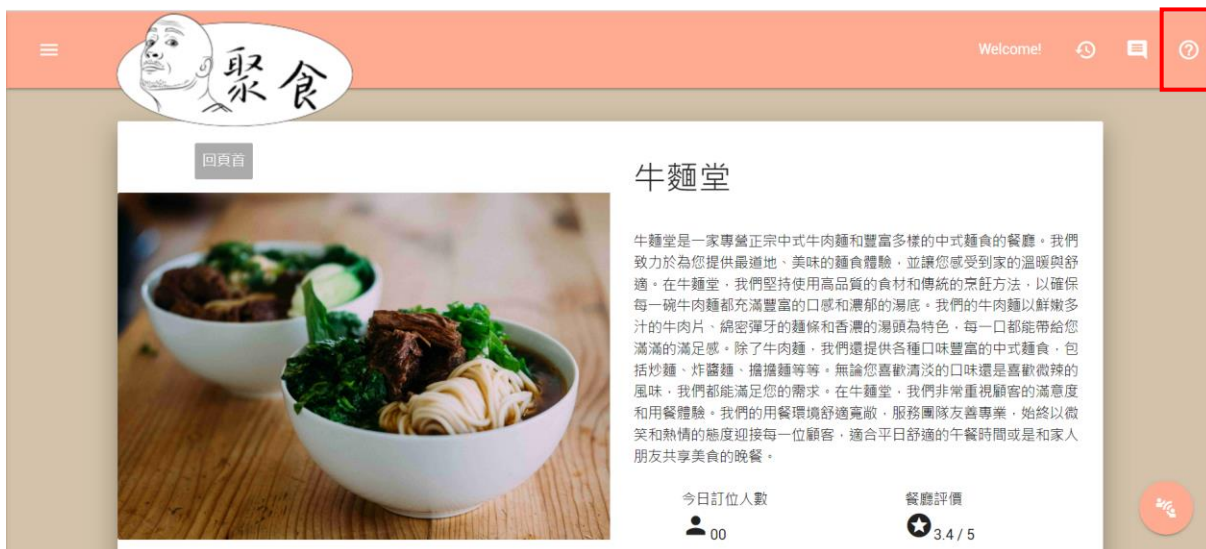 聚食
Welcome!
回頁首
牛麵堂
牛麵堂是一家專營正宗中式牛肉麵和豐富多樣的中式麵食的餐廳。我們
致力於為您提供最道地、美味的麵食體驗，並讓您感受到家的溫暖與舒
適。在牛麵堂，我們堅持使用高品質的食材和傳統的烹飪方法，以確保
每一碗牛肉麵都充滿豐富的口感和濃郁的湯底。我們的牛肉麵以鮮嫩多
汁的牛肉片、綿密彈牙的麵條和香濃的湯頭為特色，每一口都能帶給您
滿滿的滿足感。除了牛肉麵，我們還提供各種口味豐富的中式麵食，包
括炒麵、炸醬麵、擔擔麵等等。無論您喜歡清淡的口味還是喜歡微辣的
風味，我們都能滿足您的需求。在牛麵堂，我們非常重視顧客的滿意度
和用餐體驗。我們的用餐環境舒適寬敞，服務團隊友善專業，始終以微
笑和熱情的態度迎接每一位顧客，適合平日舒適的午餐時間或是和家人
朋友共享美食的晚餐。
今日訂位人數
00
餐廳評價
3.4 / 5